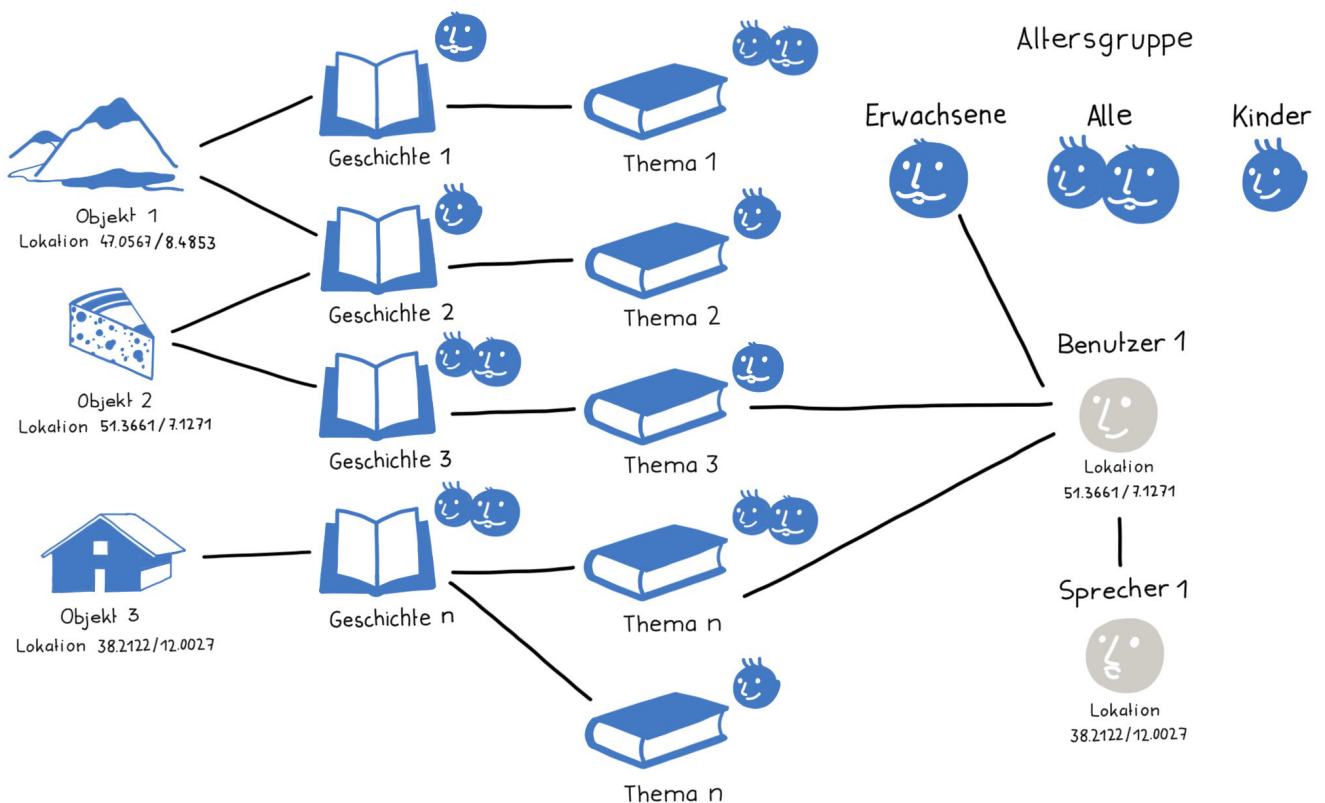 Altersgruppe
Erwachsene
Alle
Kinder
Geschichte 1
Thema 1
Objekt 1
Lokation 47.0567/8.4853
Geschichte 2
Thema 2
Objekt 2
Lokation 51.3661/7.1271
Geschichte 3
Thema 3
Benutzer 1
Lokation
51.3661/7.1271
Objekt 3
Lokation 38.2122/12.0027
Geschichte n
Thema n
Sprecher 1
Lokation
38.2122/12.0027
Thema n